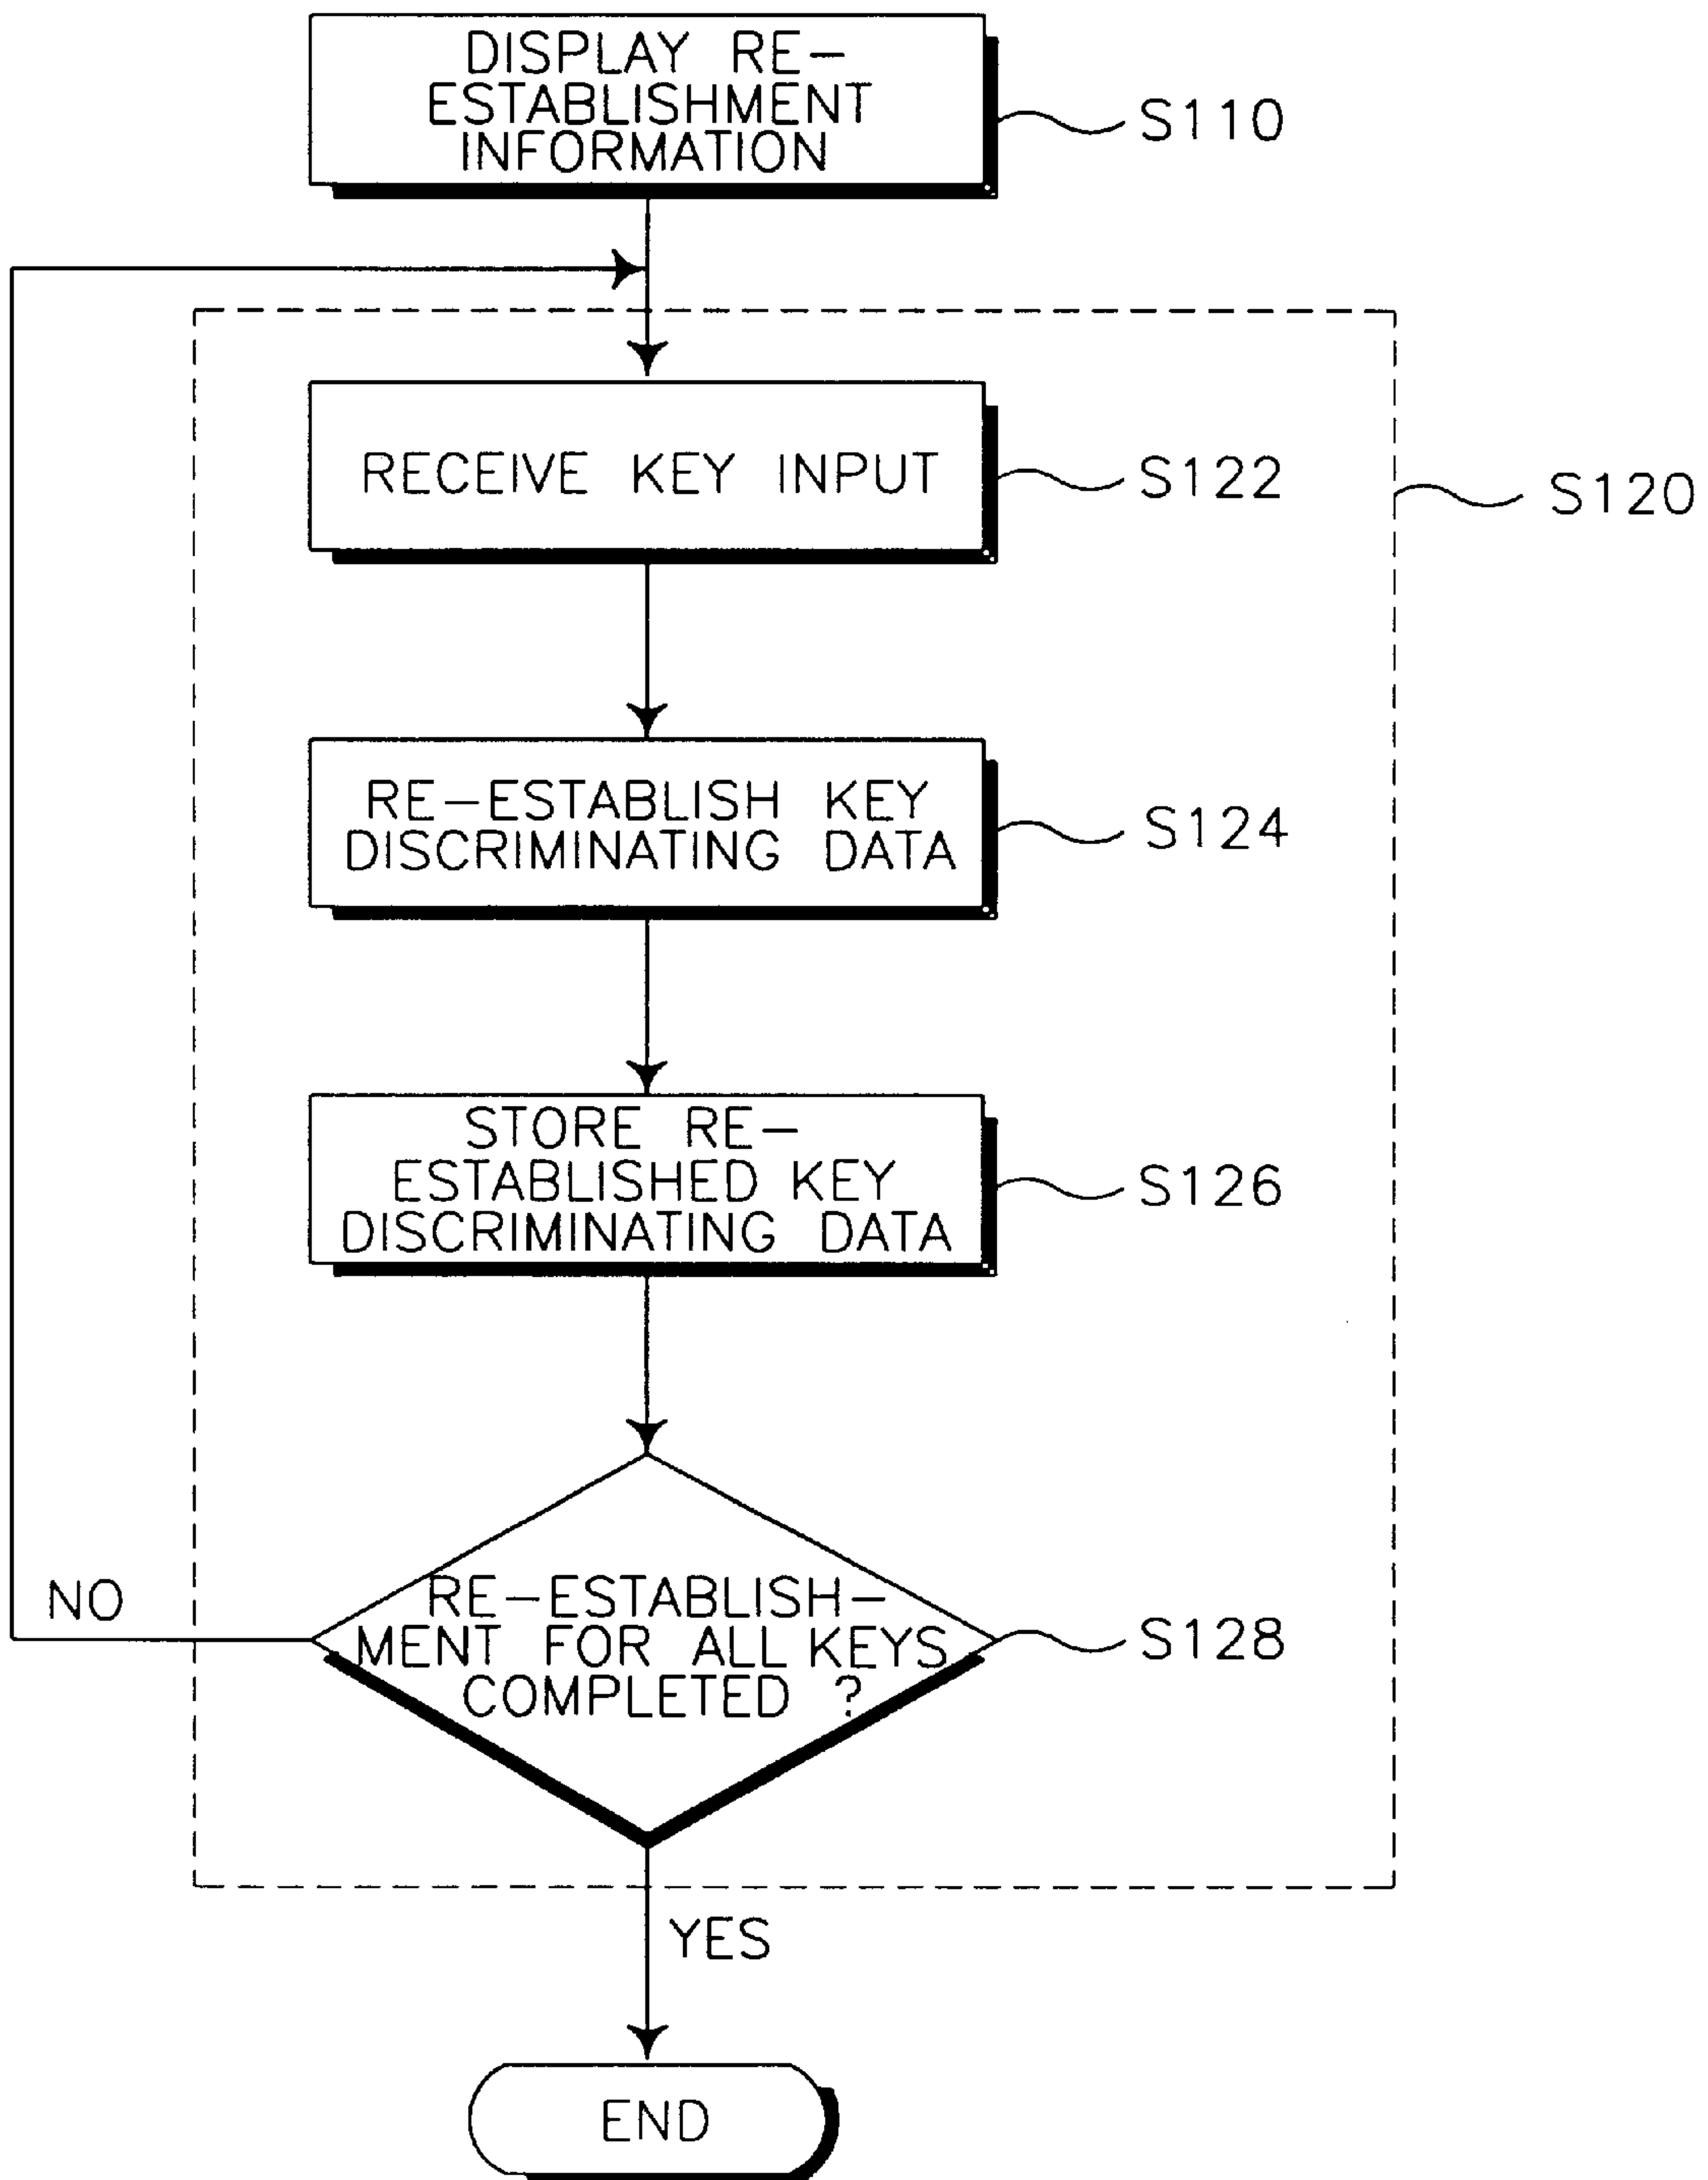 DISPLAY RE-
ESTABLISHMENT
INFORMATION
S110
RECEIVE KEY INPUT
S122
S120
RE-ESTABLISH KEY
DISCRIMINATING DATA
S124
STORE RE-
ESTABLISHED KEY
DISCRIMINATING DATA
S126
NO
RE-ESTABLISH-
MENT FOR ALL KEYS
COMPLETED ?
S128
YES
END